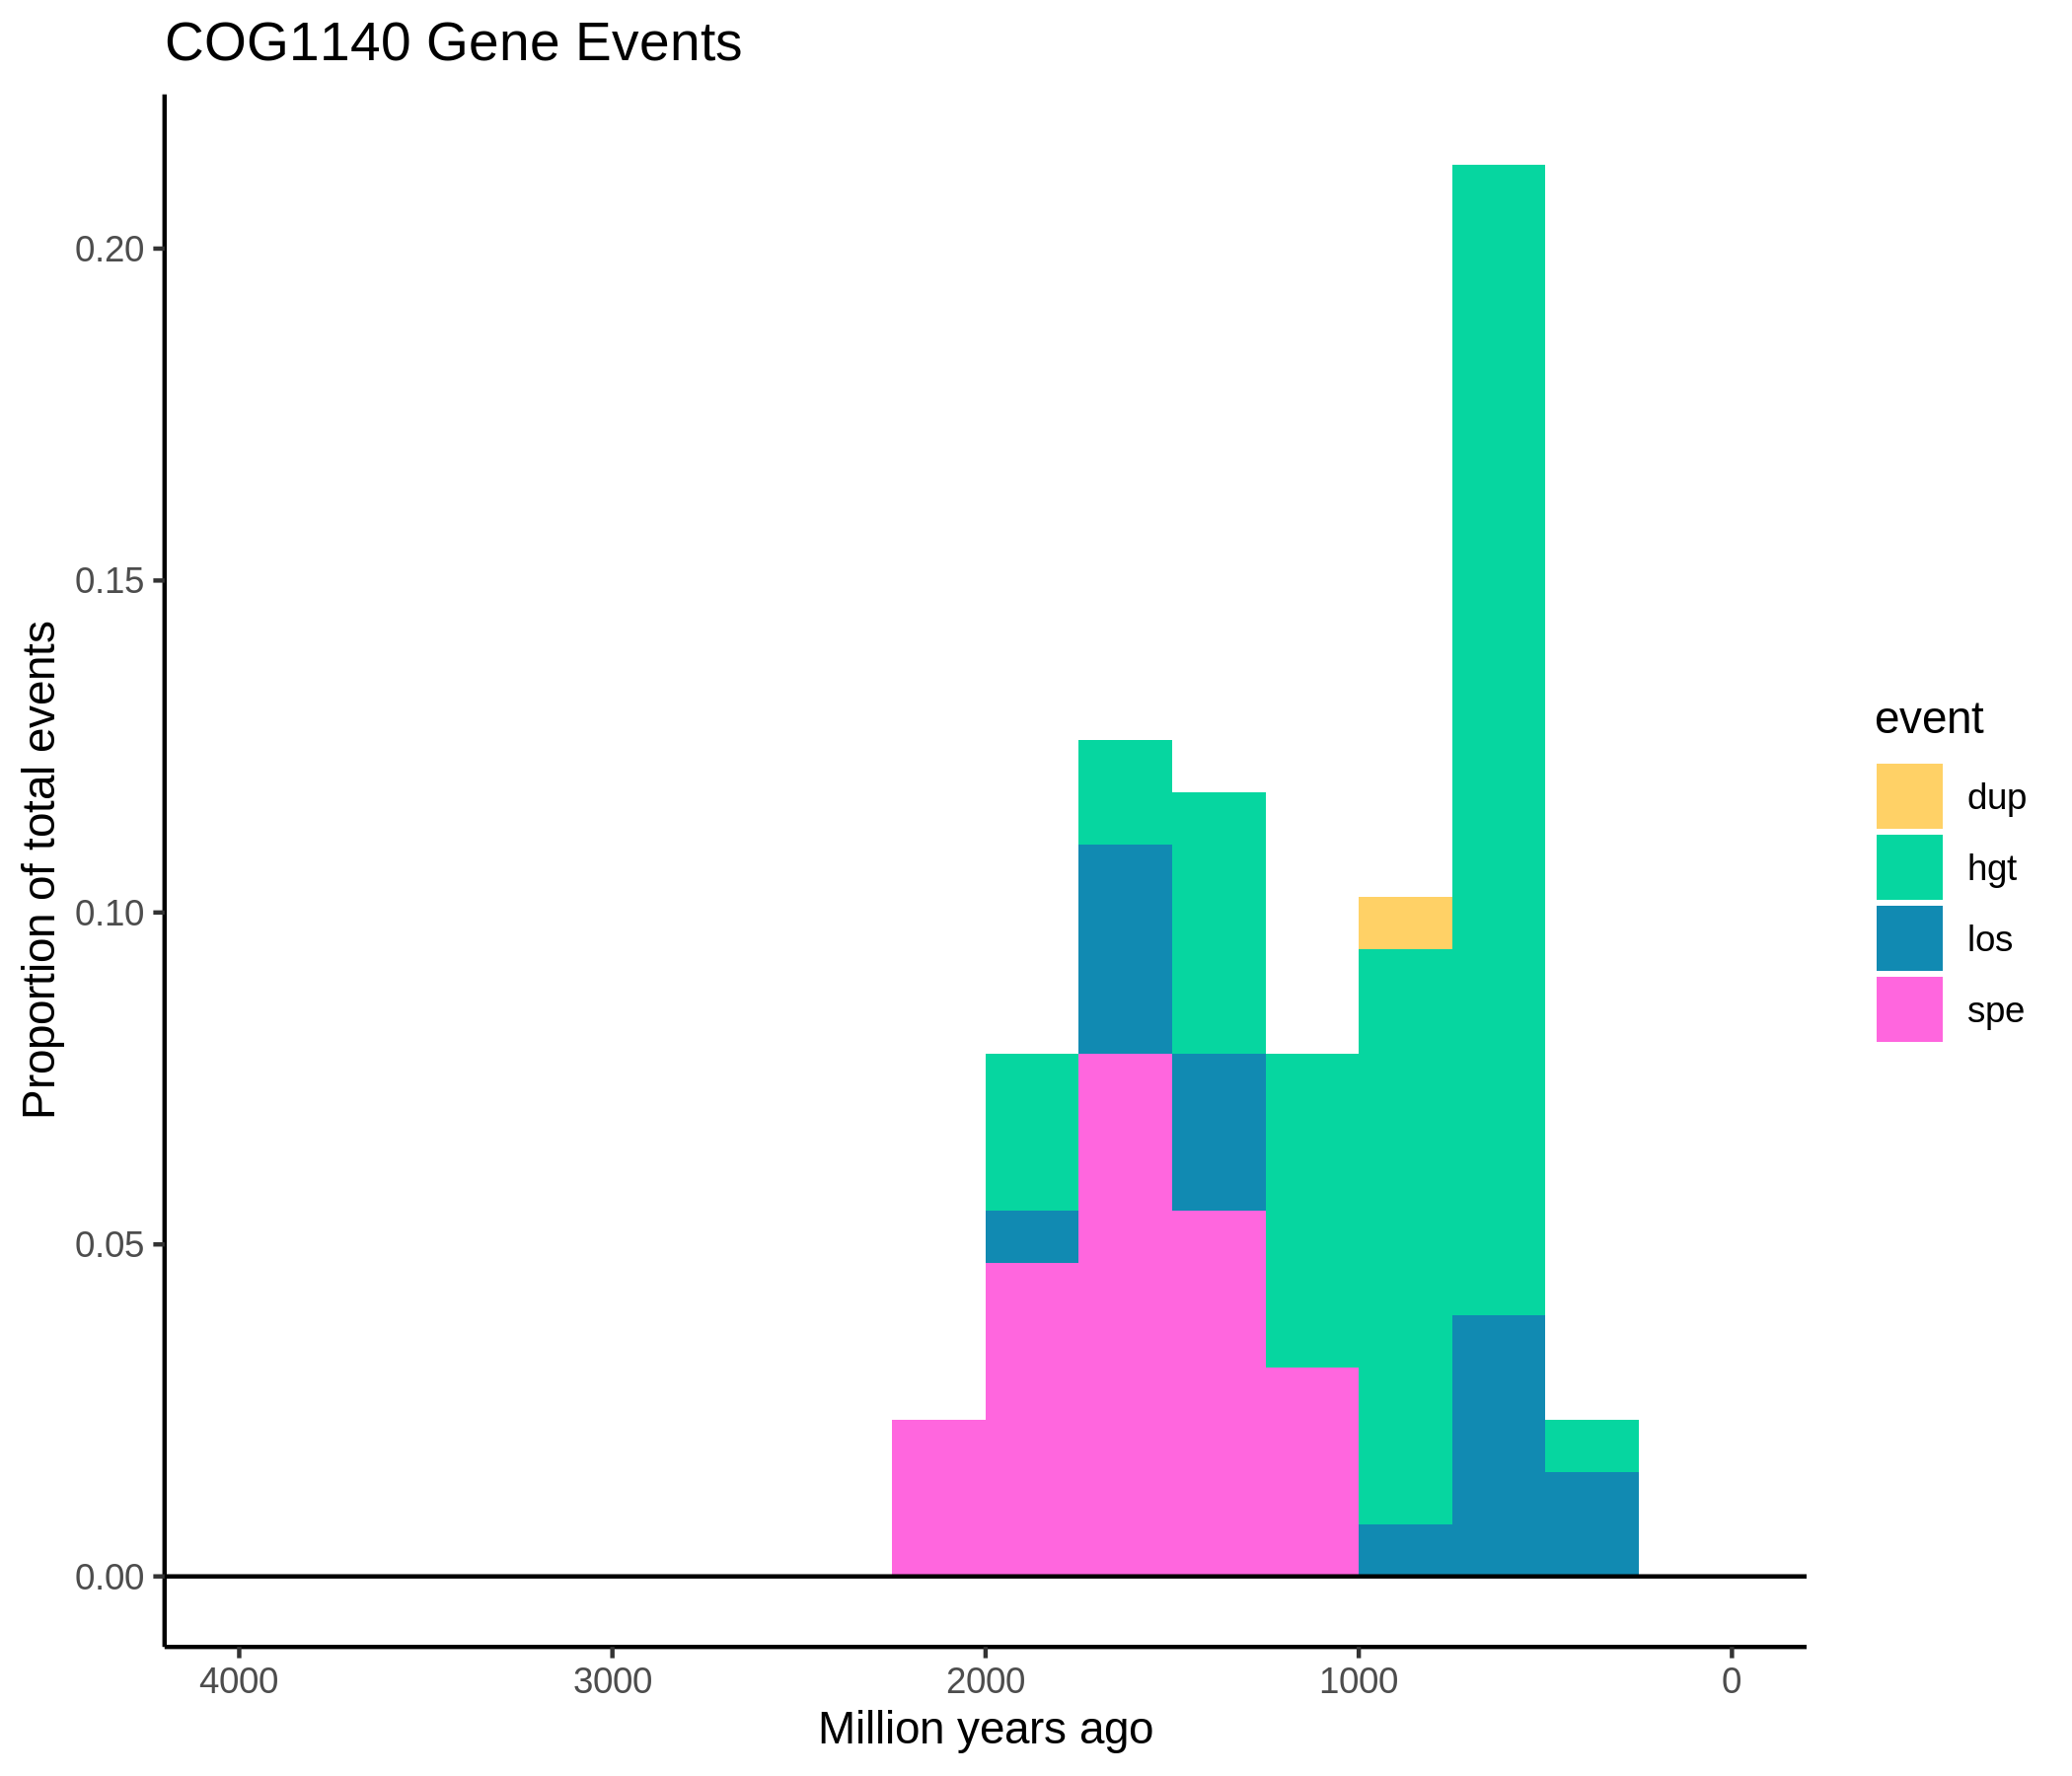 COG1140 Gene Events
Proportion of total events
0.20
0.15
0.10
0.05
0.00
4000 3000 2000 1000 0
Million years ago
event
dup
hgt
los
spe